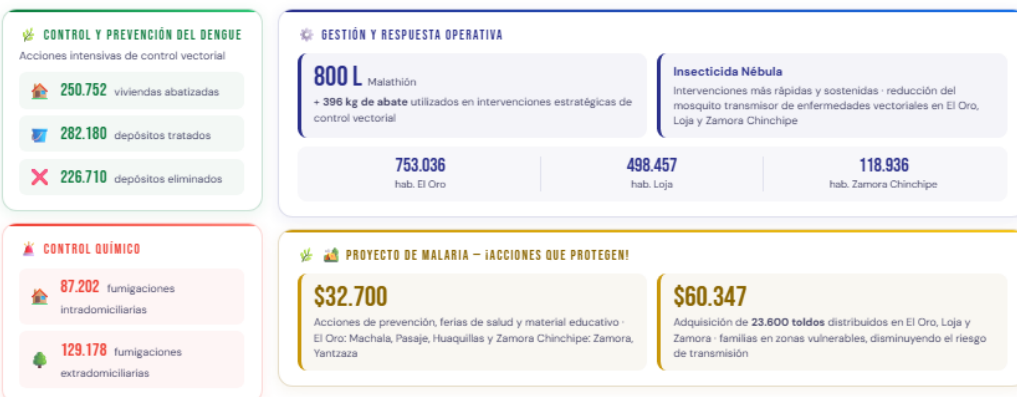 CONTROL Y PREVENCIÓN DEL DENGUE
Acciones intensivas de control vectorial
250.752 viviendas abatizadas
282.180 depósitos tratados
226.710 depósitos eliminados
CONTROL QUÍMICO
87.202 fumigaciones
intradomiciliarias
129.178 fumigaciones
extradomiciliarias
GESTIÓN Y RESPUESTA OPERATIVA
800 L Malathión
+ 396 kg de abate utilizados en intervenciones estratégicas de
control vectorial
Insecticida Nébula
Intervenciones más rápidas y sostenidas · reducción del
mosquito transmisor de enfermedades vectoriales en El Oro,
Loja y Zamora Chinchipe
753.036
hab. El Oro
498.457
hab. Loja
118.936
hab. Zamora Chinchipe
PROYECTO DE MALARIA – ¡ACCIONES QUE PROTEGEN!
$32.700
Acciones de prevención, ferias de salud y material educativo ·
El Oro: Machala, Pasaje, Huaquillas y Zamora Chinchipe: Zamora,
Yantzaza
$60.347
Adquisición de 23.600 toldos distribuidos en El Oro, Loja y
Zamora · familias en zonas vulnerables, disminuyendo el riesgo
de transmisión